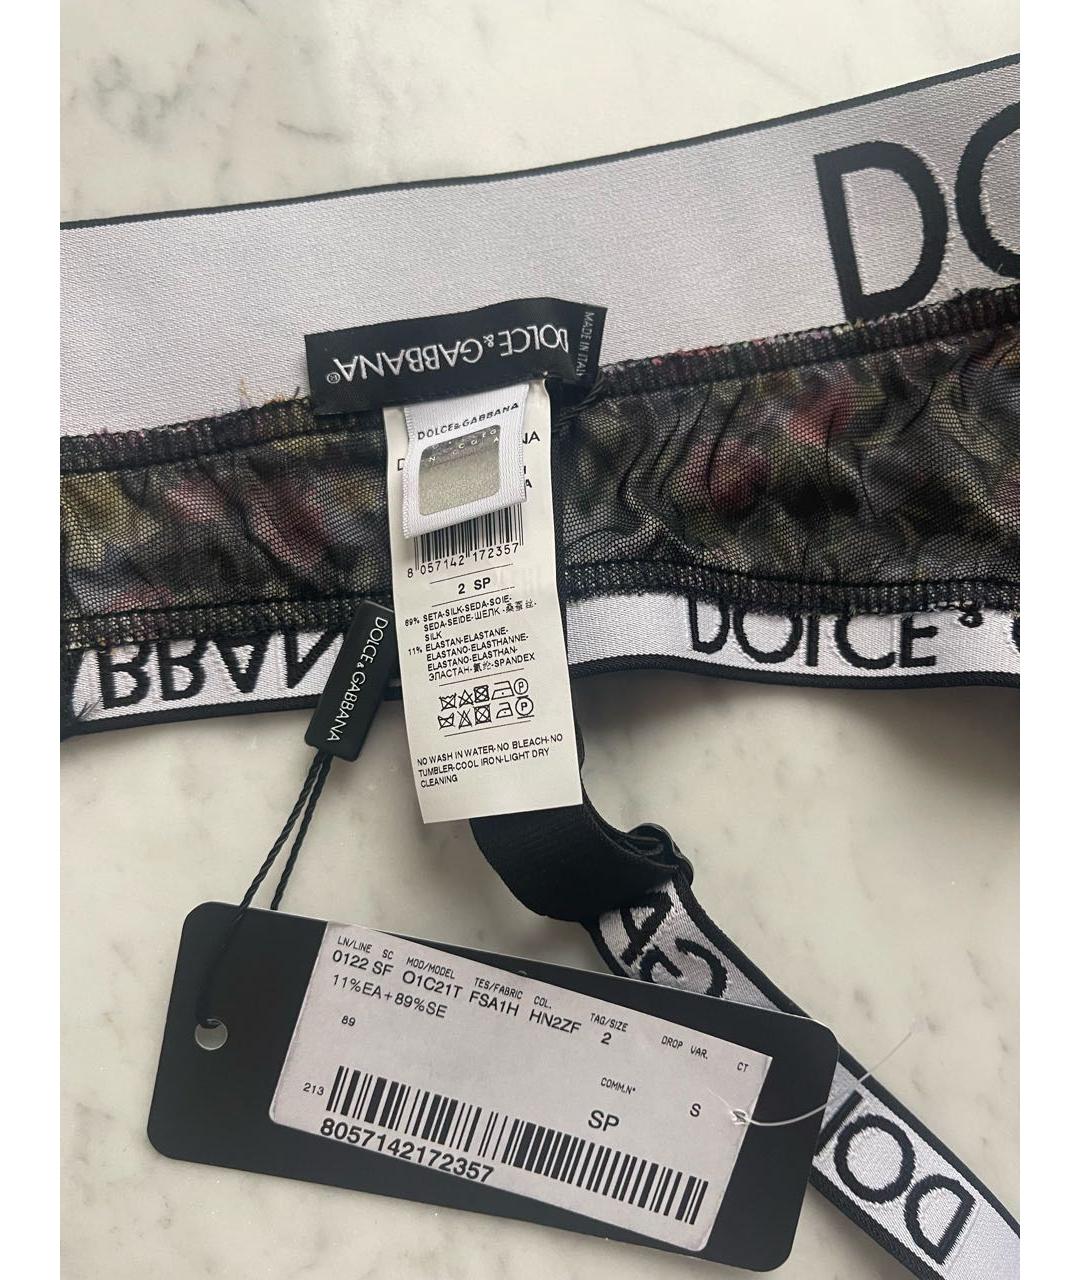 DO
DOLCE&GABBANA®
MADE IN ITALY
DOLCE&GABBANA
NA
8 057142 172357
2 SP
89% SETA-SILK-SEDA-SOIE-
SEDA-SEIDE-ШЕЛК-桑蚕丝-
SILK
11% ELASTAN-ELASTANE-
ELASTANO-ELASTHANNE-
ELASTANO-ELASTHAN-
ЭЛАСТАН-氨纶-SPANDEX
P
P
NO WASH IN WATER-NO BLEACH-NO
TUMBLER-COOL IRON-LIGHT DRY
CLEANING
BBAN
DOLCE &
DOLCE & GABBANA
LN/LINE SC MOD/MODEL TES/FABRIC COL. TAG/SIZE DROP VAR. CT
0122 SF O1C21T FSA1H HN2ZF 2
11%EA+89%SE
89
COMM.N°
SP S
213
8057142172357
DOL